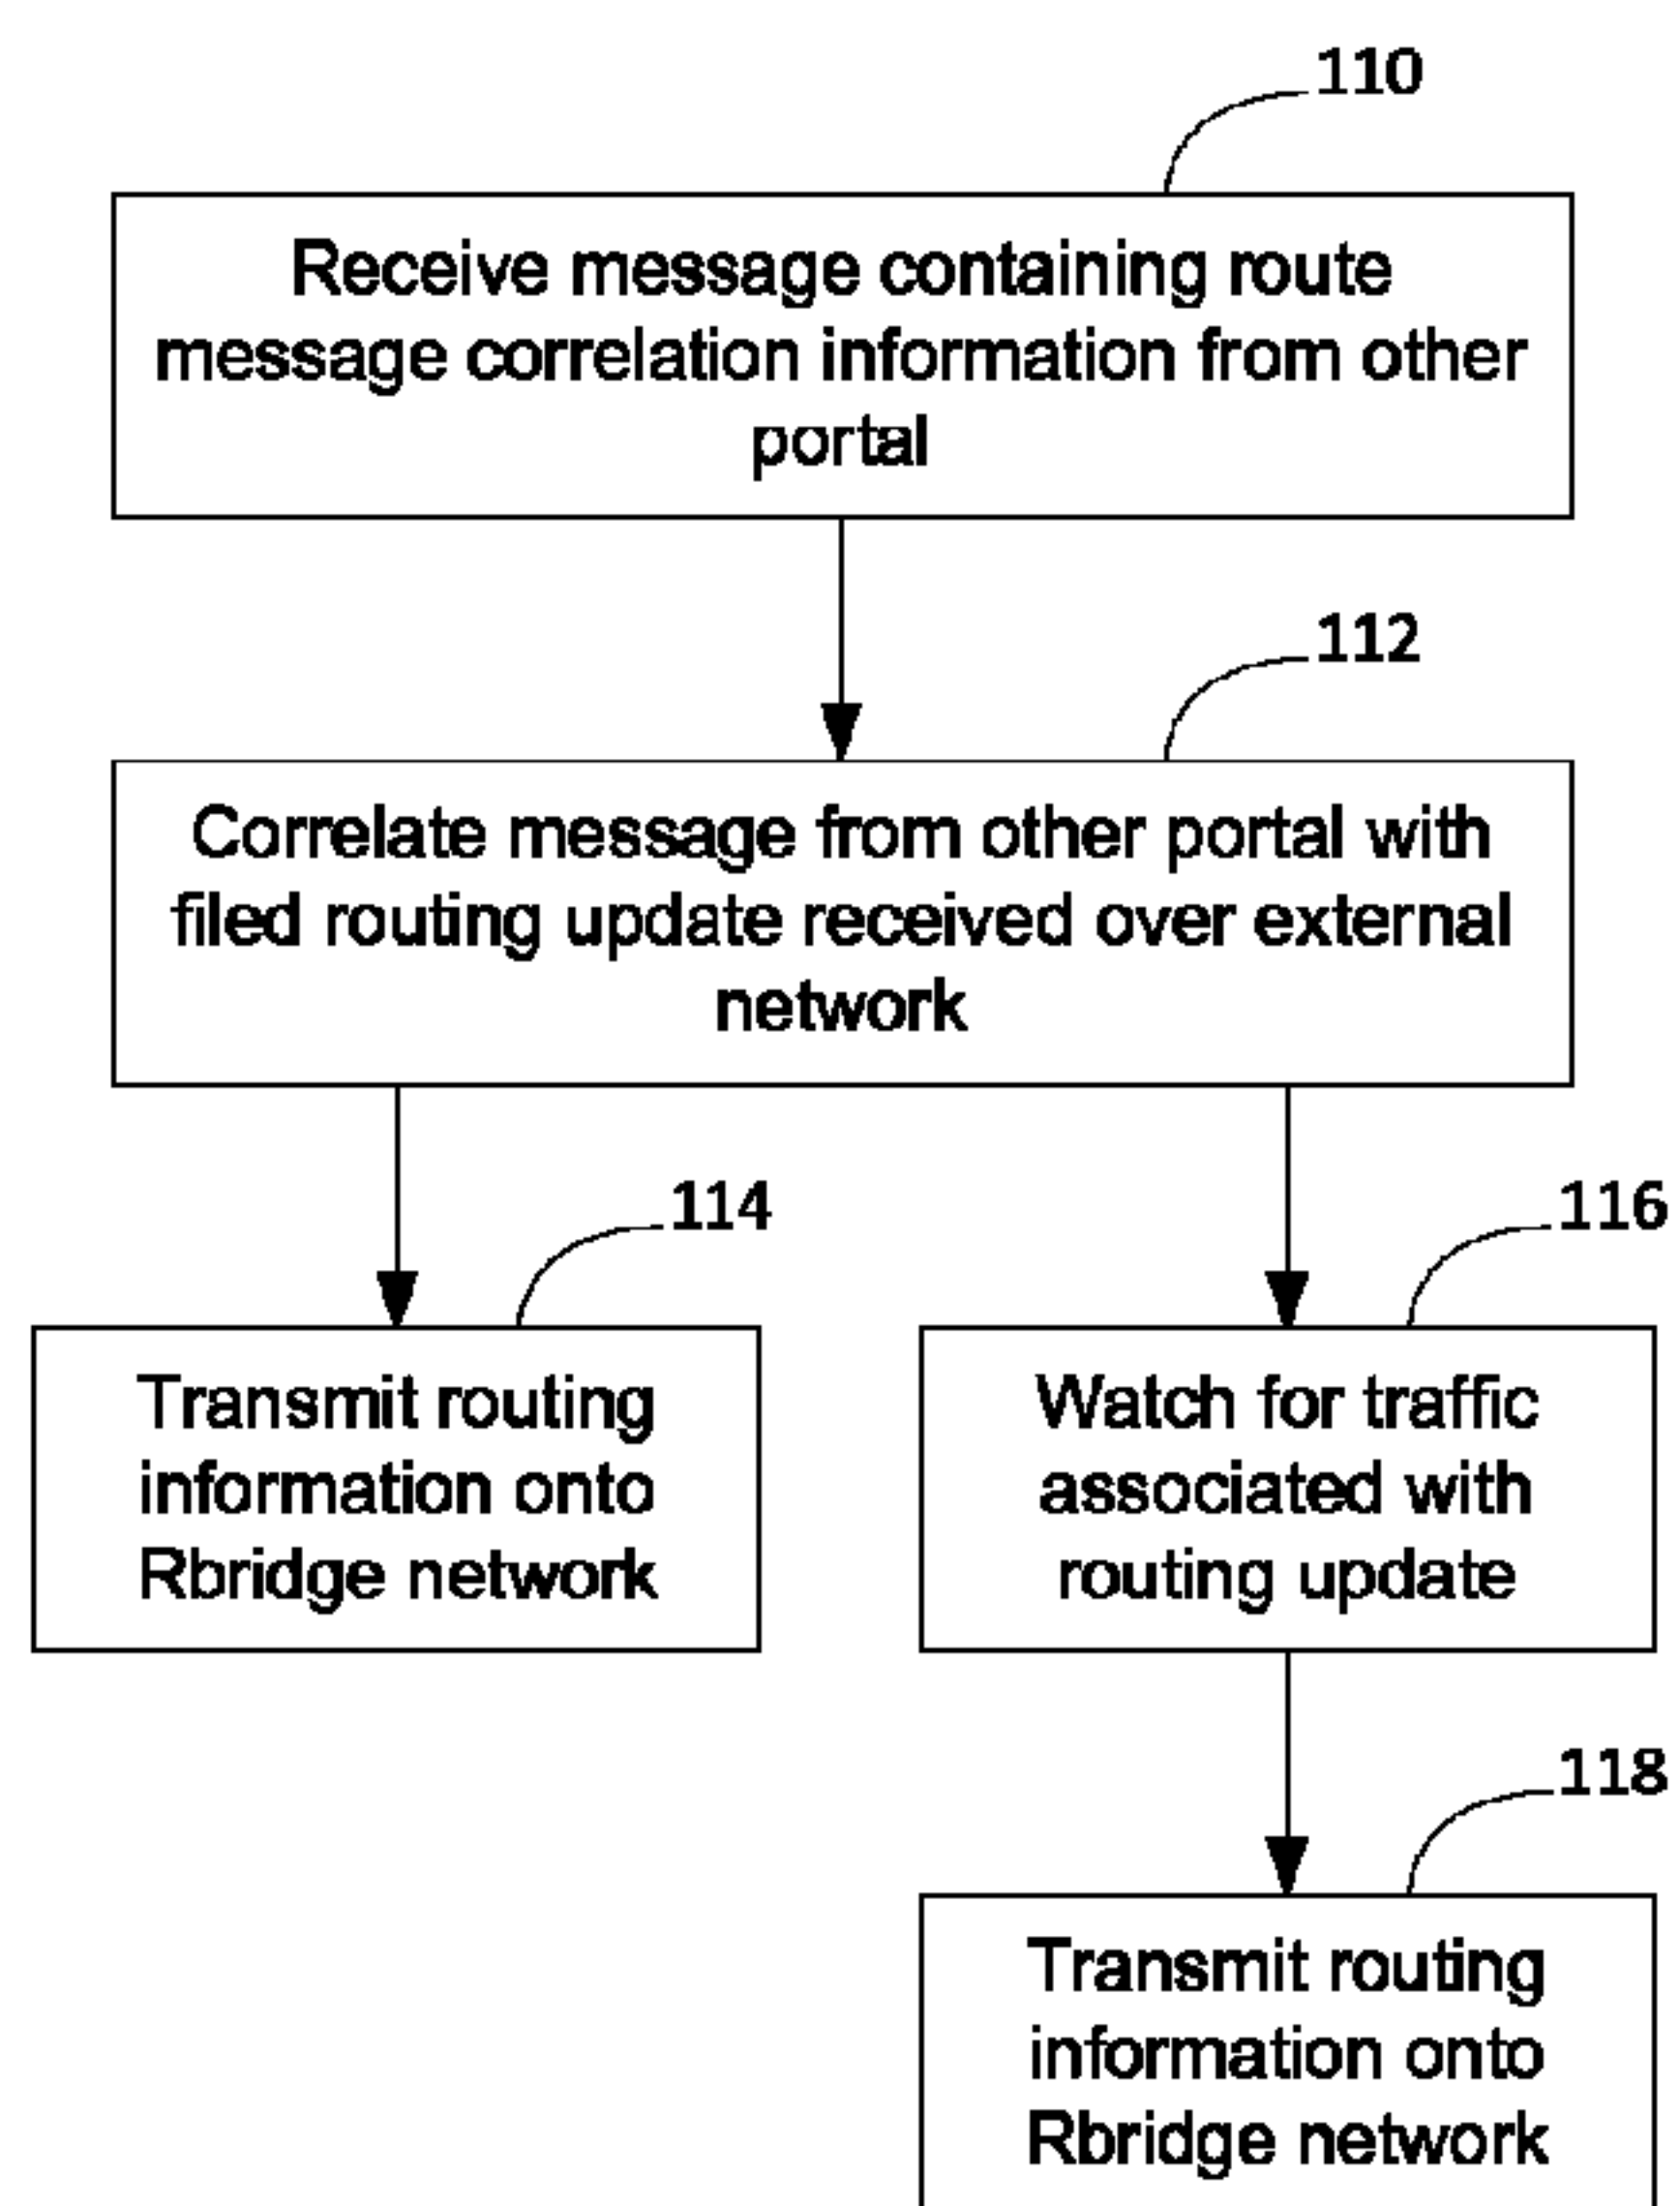 110
Receive message containing route
message correlation information from other
portal
112
Correlate message from other portal with
filed routing update received over external
network
114
Transmit routing
information onto
Rbridge network
116
Watch for traffic
associated with
routing update
118
Transmit routing
information onto
Rbridge network